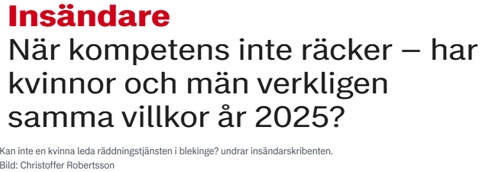 Insändare
När kompetens inte räcker – har
kvinnor och män verkligen
samma villkor år 2025?
Kan inte en kvinna leda räddningstjänsten i blekinge? undrar insändarskribenten.
Bild: Christoffer Robertsson